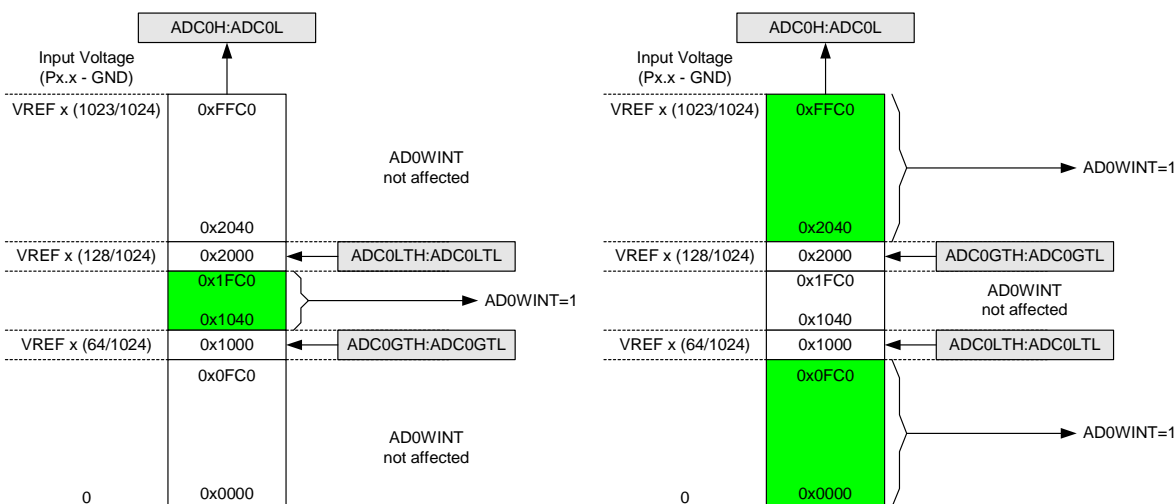 ADC0H:ADC0L
Input Voltage
(Px.x - GND)
VREF x (1023/1024)
0xFFC0
AD0WINT
not affected
0x2040
VREF x (128/1024)
0x2000
ADC0LTH:ADC0LTL
0x1FC0
AD0WINT=1
0x1040
VREF x (64/1024)
0x1000
ADC0GTH:ADC0GTL
0x0FC0
AD0WINT
not affected
0
0x0000
ADC0H:ADC0L
Input Voltage
(Px.x - GND)
VREF x (1023/1024)
0xFFC0
AD0WINT=1
0x2040
VREF x (128/1024)
0x2000
ADC0GTH:ADC0GTL
0x1FC0
AD0WINT
not affected
0x1040
VREF x (64/1024)
0x1000
ADC0LTH:ADC0LTL
0x0FC0
AD0WINT=1
0
0x0000